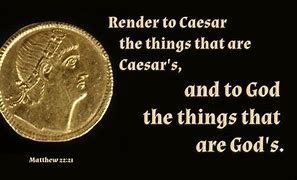 Render to Caesar
the things that are
Caesar's,
and to God
the things that
are God's.
Matthew 22:21